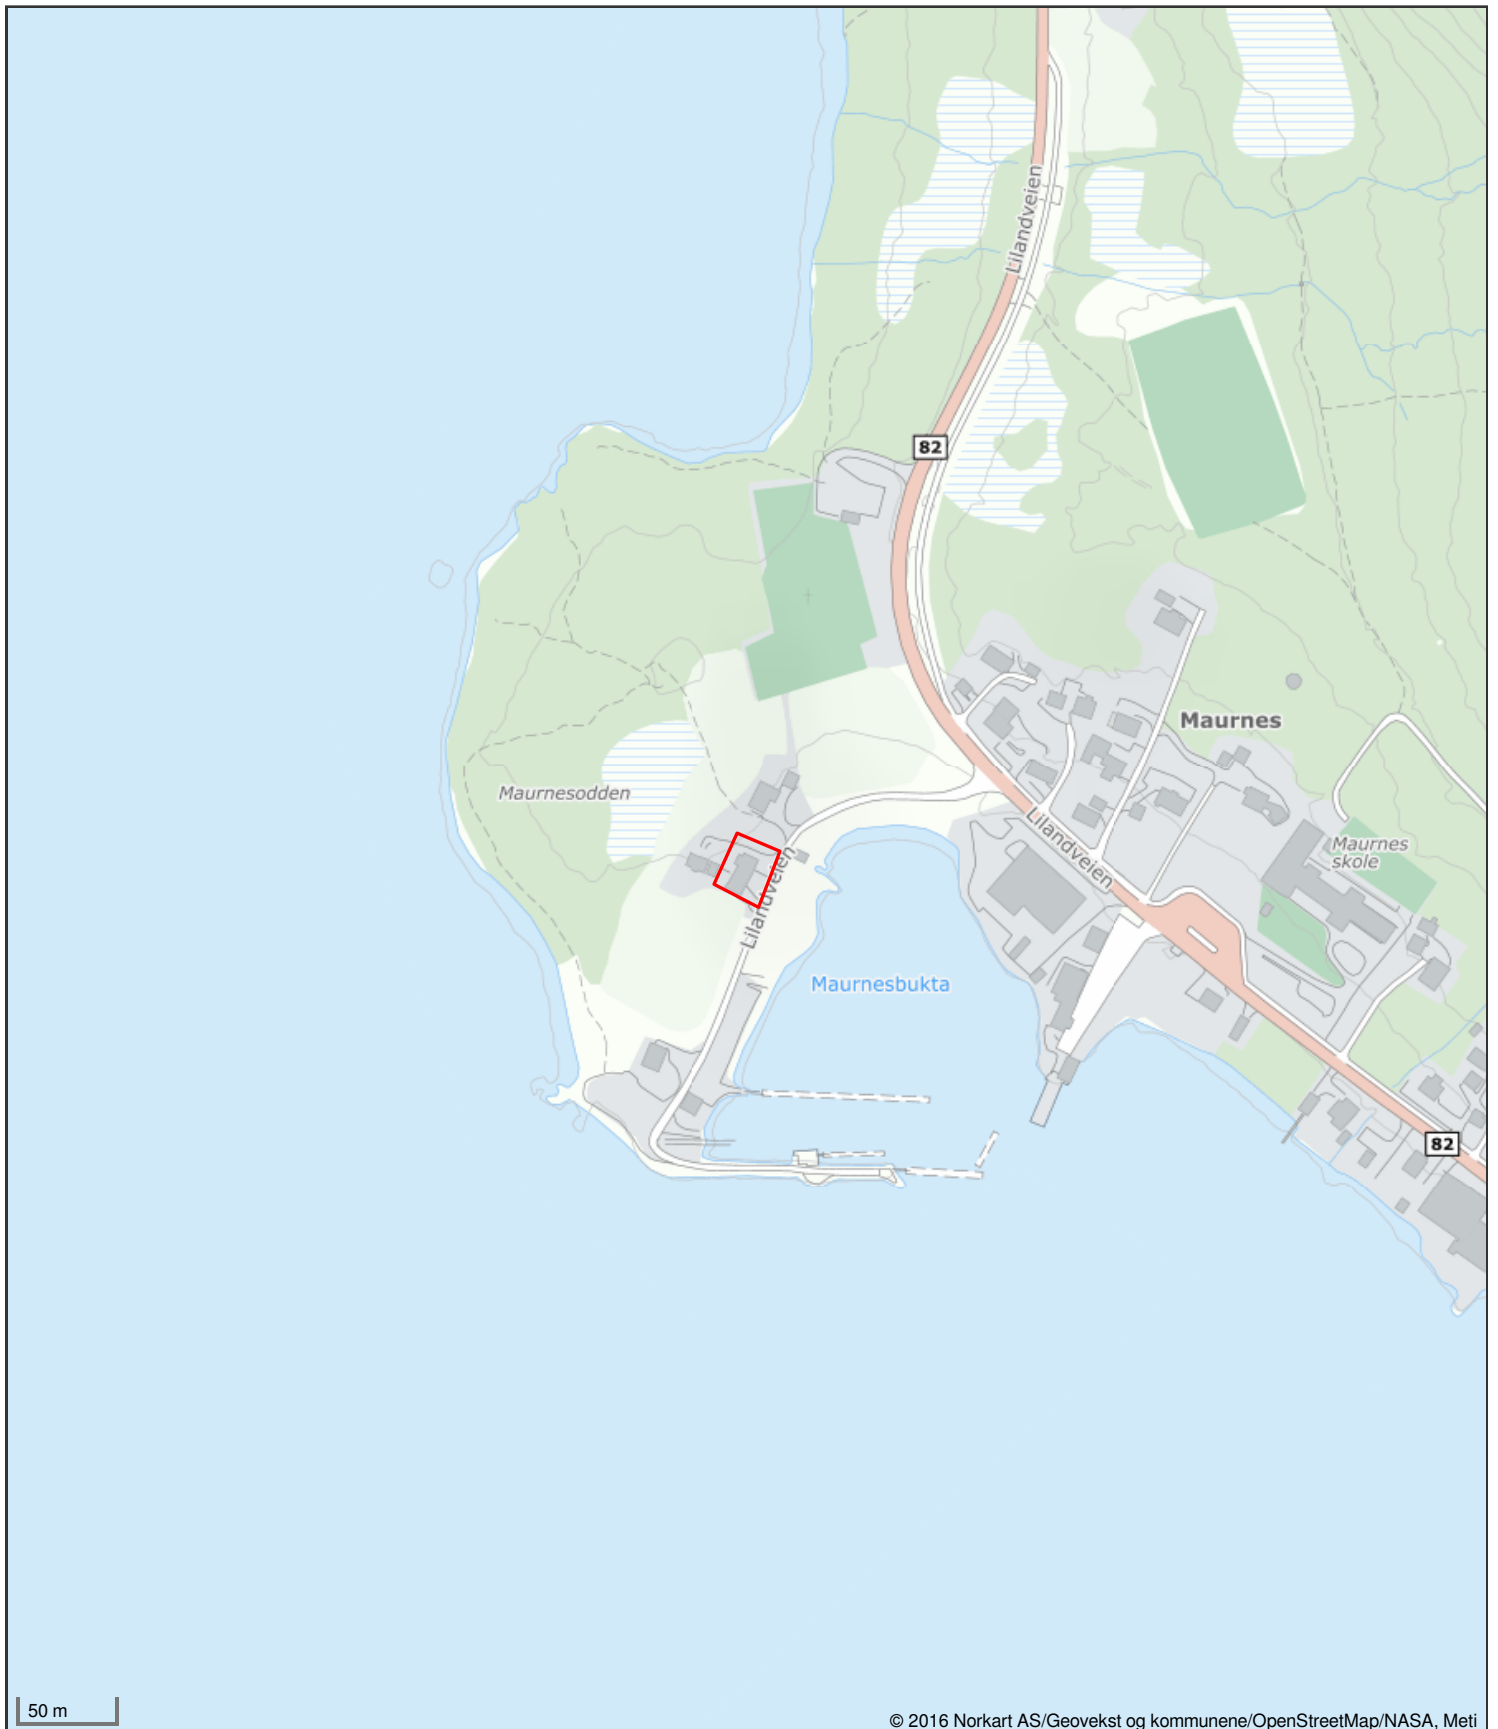 Lilandveien
82
Maurnes
Maurnesodden
Lilandveien
Maurnes
skole
Lilandveien
Maurnesbukta
82
50 m
© 2016 Norkart AS/Geovekst og kommunene/OpenStreetMap/NASA, Meti